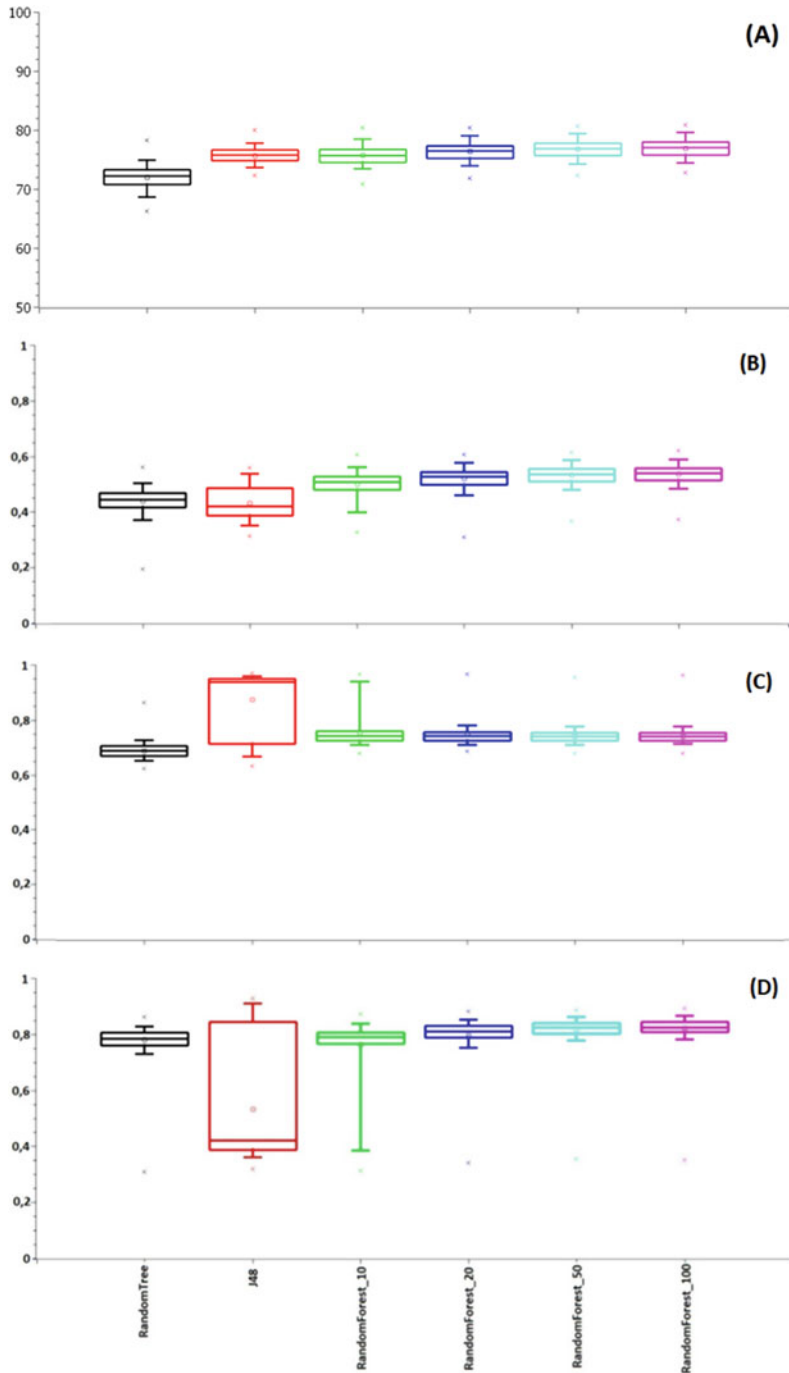 (A)
100
90
80
70
60
50
(B)
1
0,8
0,6
0,4
0,2
0
(C)
1
0,8
0,6
0,4
0,2
0
(D)
1
0,8
0,6
0,4
0,2
0
RandomTree
J48
RandomForest_10
RandomForest_20
RandomForest_50
RandomForest_100